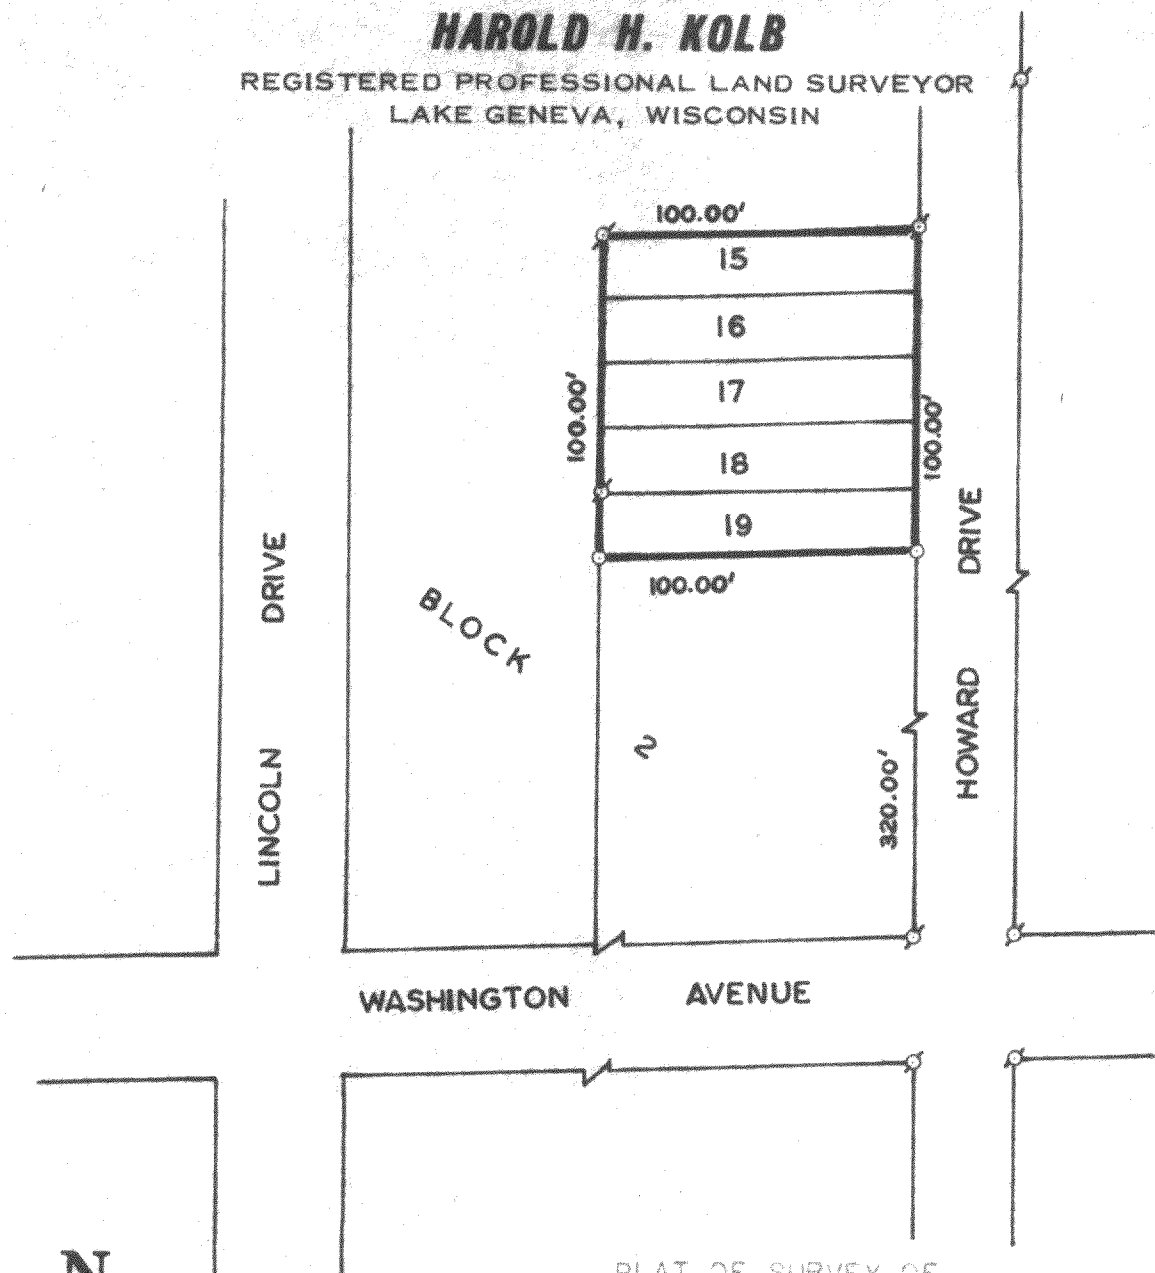 HAROLD H. KOLB
REGISTERED PROFESSIONAL LAND SURVEYOR
LAKE GENEVA, WISCONSIN
100.00'
15
16
17
18
19
100.00'
100.00'
100.00'
BLOCK
2
LINCOLN DRIVE
HOWARD DRIVE
320.00'
WASHINGTON AVENUE
N
PLAT OF SURVEY OF